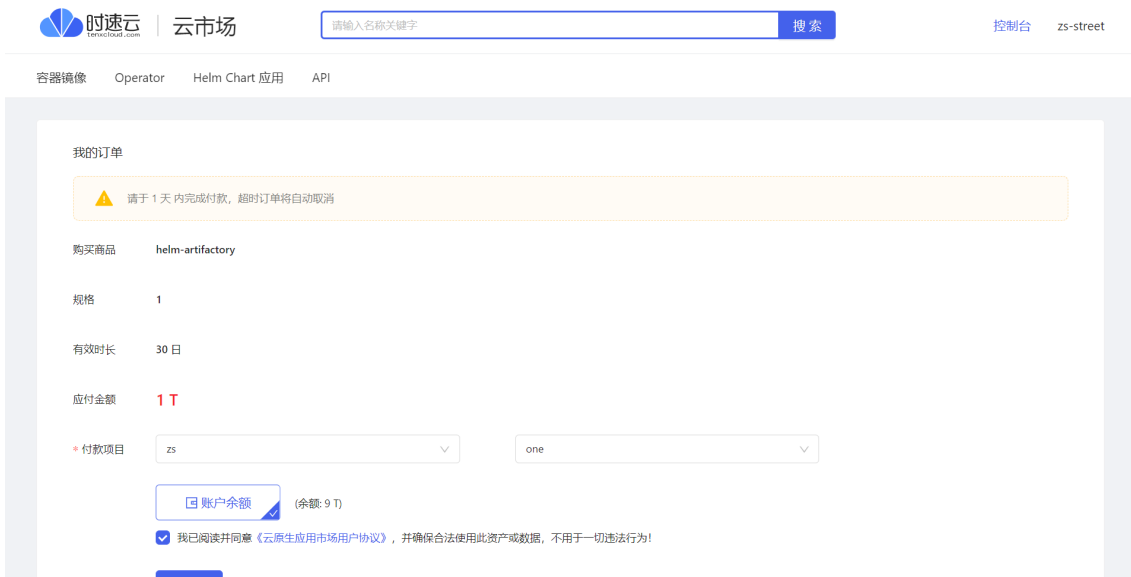 时速云 云市场 请输入名称关键字 搜 索 控制台 zs-street
tenxcloud.com
容器镜像 Operator Helm Chart 应用 API
我的订单
请于 1 天 内完成付款，超时订单将自动取消
购买商品 helm-artifactory
规格 1
有效时长 30 日
应付金额 1 T
* 付款项目 zs one
账户余额 (余额: 9 T)
我已阅读并同意《云原生应用市场用户协议》，并确保合法使用此资产或数据，不用于一切违法行为！